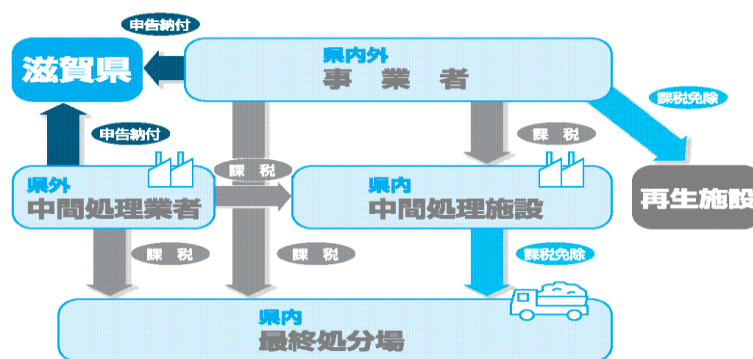 申告納付
滋賀県
県内外
事業者
課税免除
申告納付
課税
課税
県外
中間処理業者
県内
中間処理施設
再生施設
課税
課税
課税免除
県内
最終処分場